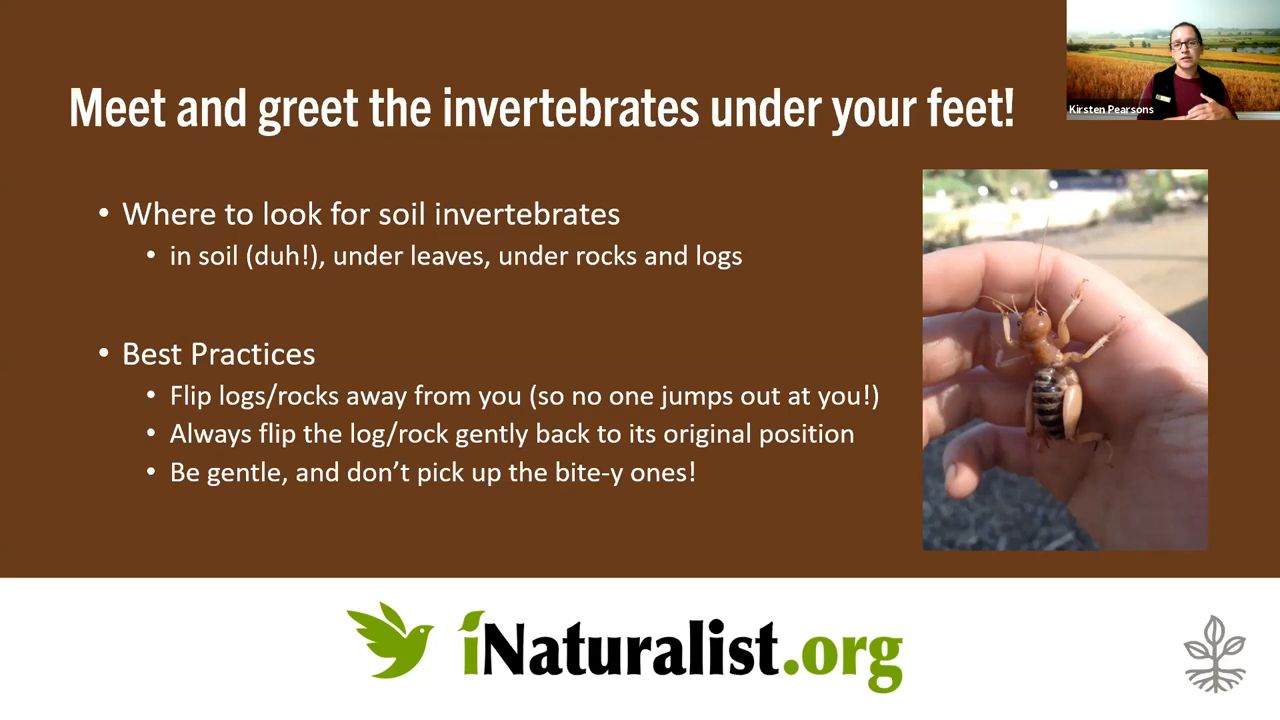 Meet and greet the invertebrates under your feet!
Kirsten Pearsons
• Where to look for soil invertebrates
• in soil (duh!), under leaves, under rocks and logs
• Best Practices
• Flip logs/rocks away from you (so no one jumps out at you!)
• Always flip the log/rock gently back to its original position
• Be gentle, and don’t pick up the bite-y ones!
iNaturalist.org